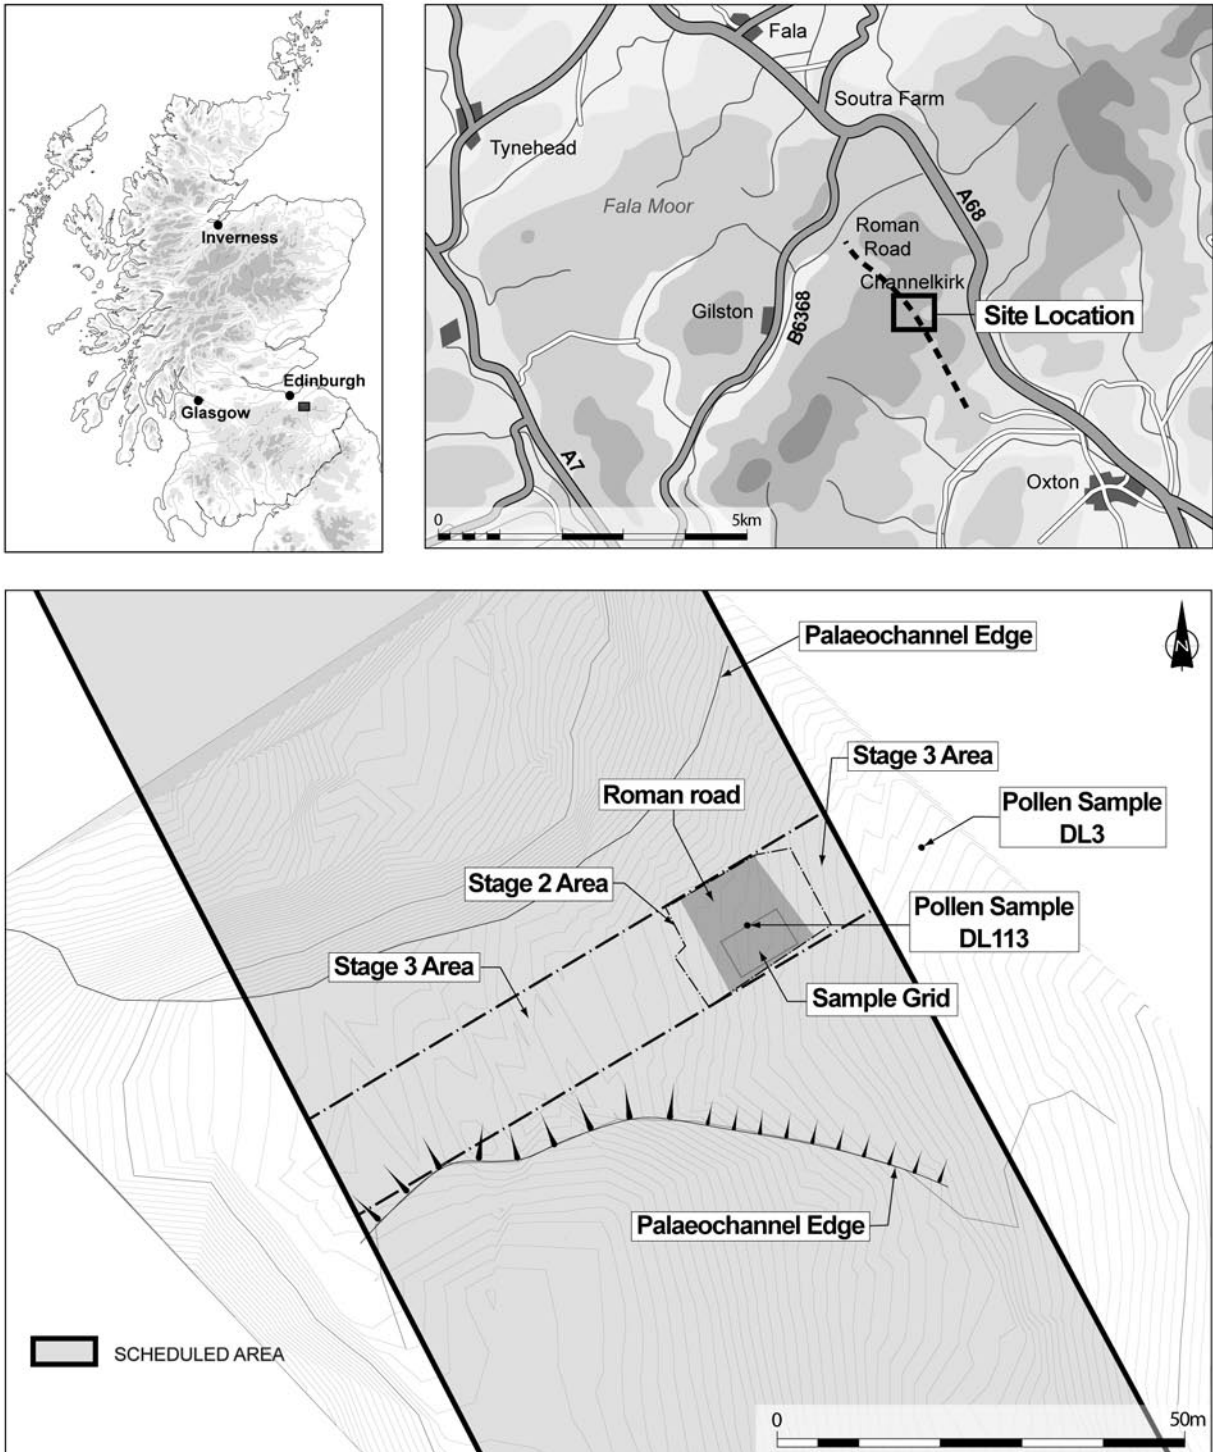 Inverness
Edinburgh
Glasgow
Fala
Soutra Farm
Tynehead
A68
Fala Moor
Roman
Road
Channelkirk
Gilston
B6368
Site Location
A7
Oxton
0
5km
Palaeochannel Edge
N
Stage 3 Area
Roman road
Pollen Sample
DL3
Stage 2 Area
Pollen Sample
DL113
Stage 3 Area
Sample Grid
Palaeochannel Edge
SCHEDULED AREA
0
50m